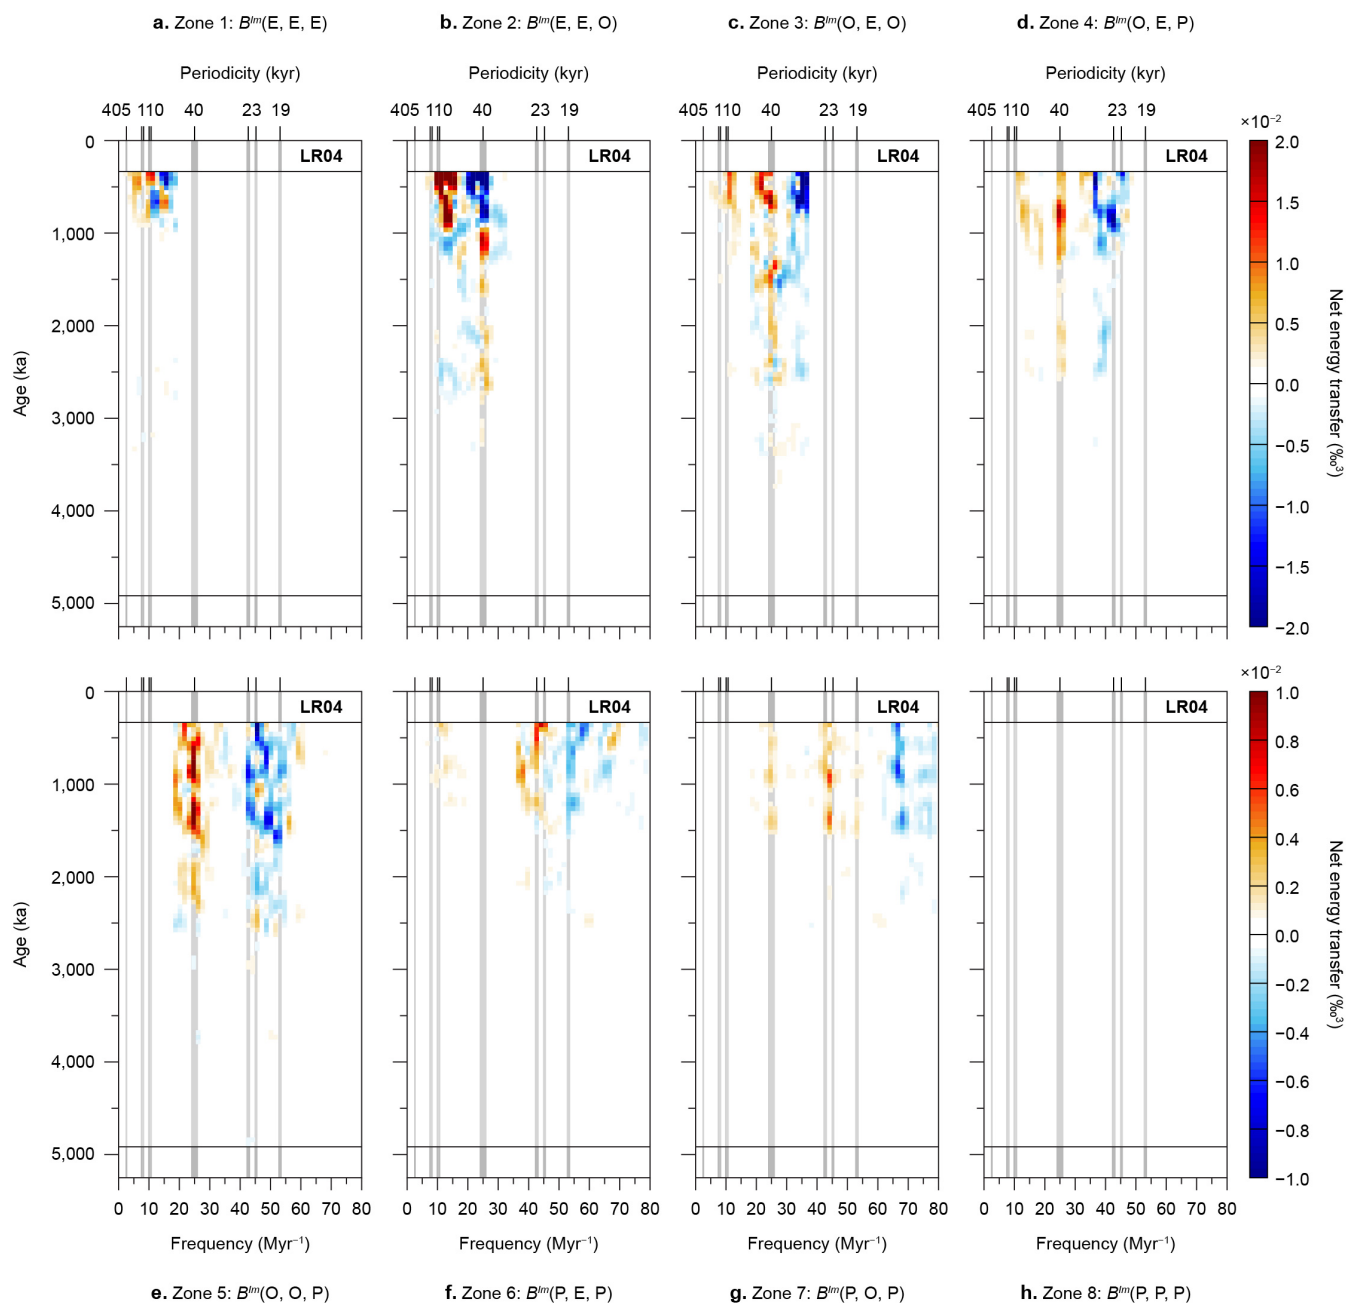 a. Zone 1: Bᴵᵐ(E, E, E)
b. Zone 2: Bᴵᵐ(E, E, O)
c. Zone 3: Bᴵᵐ(O, E, O)
d. Zone 4: Bᴵᵐ(O, E, P)
Periodicity (kyr)
Periodicity (kyr)
Periodicity (kyr)
Periodicity (kyr)
405 110 40 23 19
405 110 40 23 19
405 110 40 23 19
405 110 40 23 19
×10⁻²
LR04
LR04
LR04
LR04
0
1,000
2,000
3,000
4,000
5,000
Age (ka)
2.0
1.5
1.0
0.5
0.0
−0.5
−1.0
−1.5
−2.0
Net energy transfer (‰³)
×10⁻²
LR04
LR04
LR04
LR04
0
1,000
2,000
3,000
4,000
5,000
Age (ka)
1.0
0.8
0.6
0.4
0.2
0.0
−0.2
−0.4
−0.6
−0.8
−1.0
Net energy transfer (‰³)
0 10 20 30 40 50 60 70 80
0 10 20 30 40 50 60 70 80
0 10 20 30 40 50 60 70 80
0 10 20 30 40 50 60 70 80
Frequency (Myr⁻¹)
Frequency (Myr⁻¹)
Frequency (Myr⁻¹)
Frequency (Myr⁻¹)
e. Zone 5: Bᴵᵐ(O, O, P)
f. Zone 6: Bᴵᵐ(P, E, P)
g. Zone 7: Bᴵᵐ(P, O, P)
h. Zone 8: Bᴵᵐ(P, P, P)